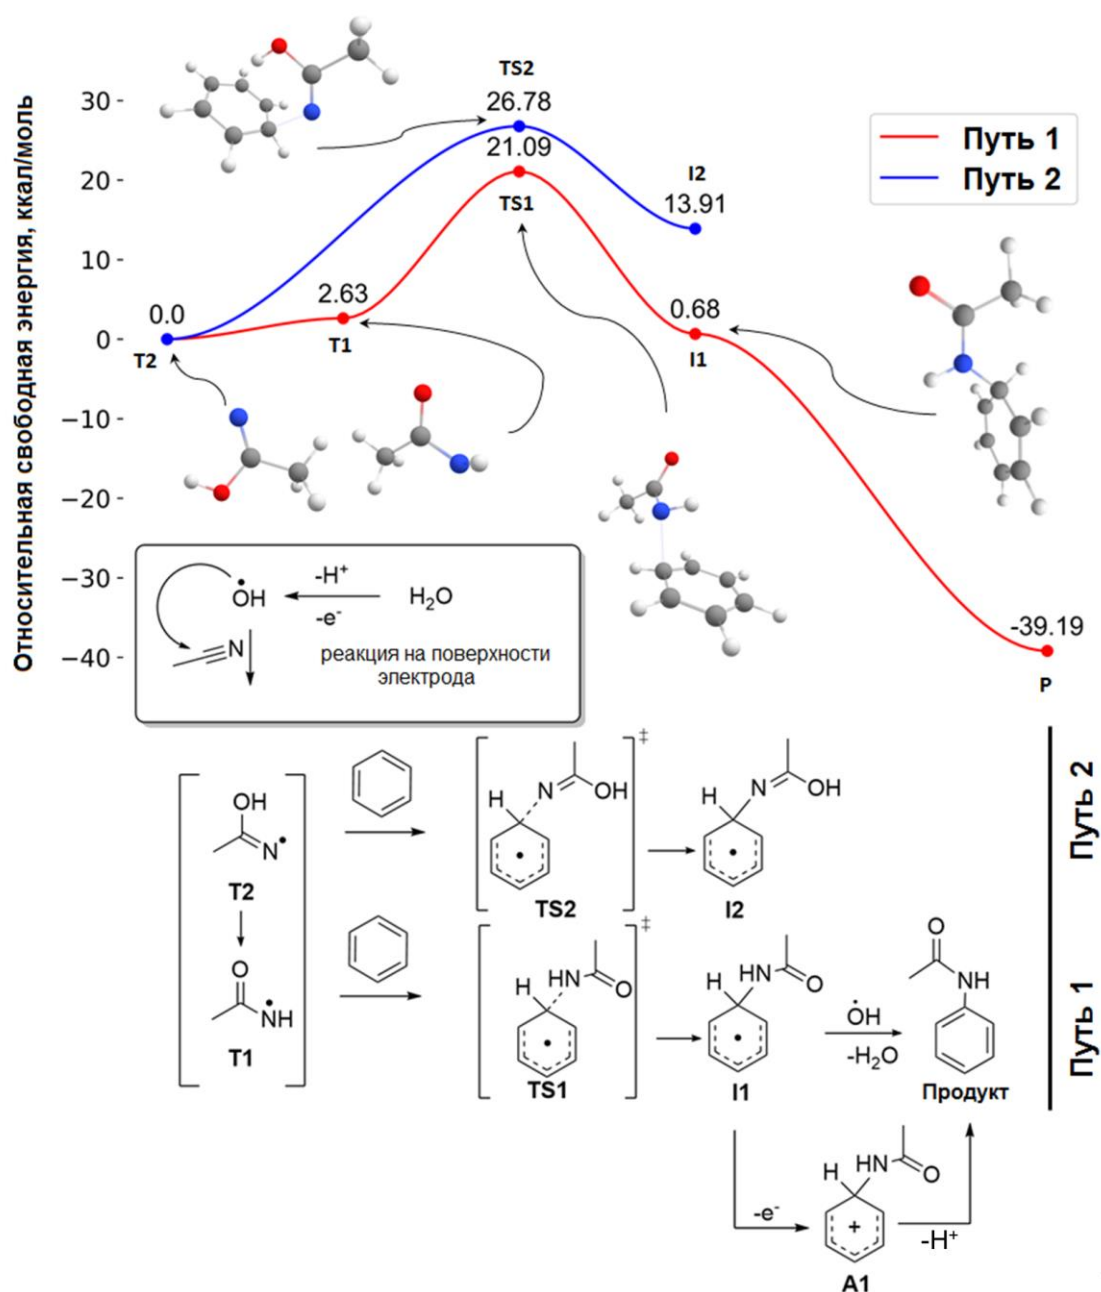 Относительная свободная энергия, ккал/моль
30
20
10
0
−10
−20
−30
−40
TS2
26.78
21.09
TS1
Путь 1
Путь 2
I2
13.91
0.0
T2
2.63
T1
0.68
I1
-39.19
P
•OH
-H⁺
-e⁻
H₂O
N
реакция на поверхности
электрода
OH
N•
T2
O
•NH
T1
‡
H
N
OH
TS2
H
N
OH
I2
Путь 2
‡
H
HN
O
TS1
H
HN
O
I1
•OH
-H₂O
O
NH
Продукт
Путь 1
-e⁻
H
HN
O
+
A1
-H⁺